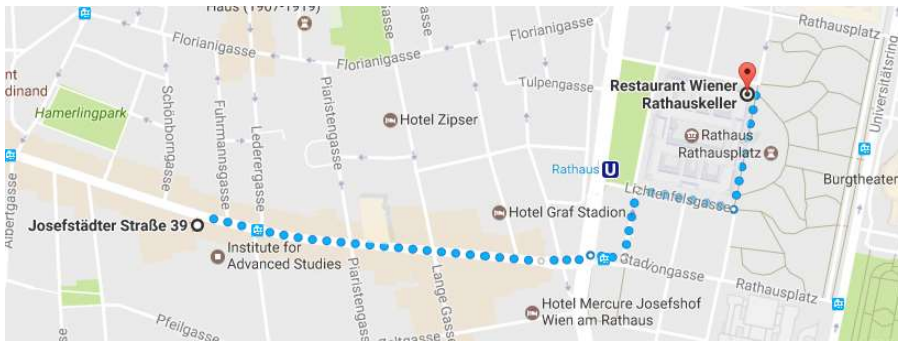 Haus (1907-1919)
Florianigasse
Florianigasse
Florianigasse
Rathausplatz
Universitätsring
Hamerlingpark
Schönborngasse
Fuhrmannsgasse
Lederergasse
Piaristengasse
Tulpengasse
Hotel Zipser
Restaurant Wiener
Rathauskeller
Rathaus
Rathausplatz
Rathaus U
Lichtenfelsgasse
Burgtheater
Albertgasse
Josefstädter Straße 39
Institute for
Advanced Studies
Hotel Graf Stadion
Piaristengasse
Lange Gasse
Stadiongasse
Rathausplatz
Hotel Mercure Josefshof
Wien am Rathaus
Pfeilgasse